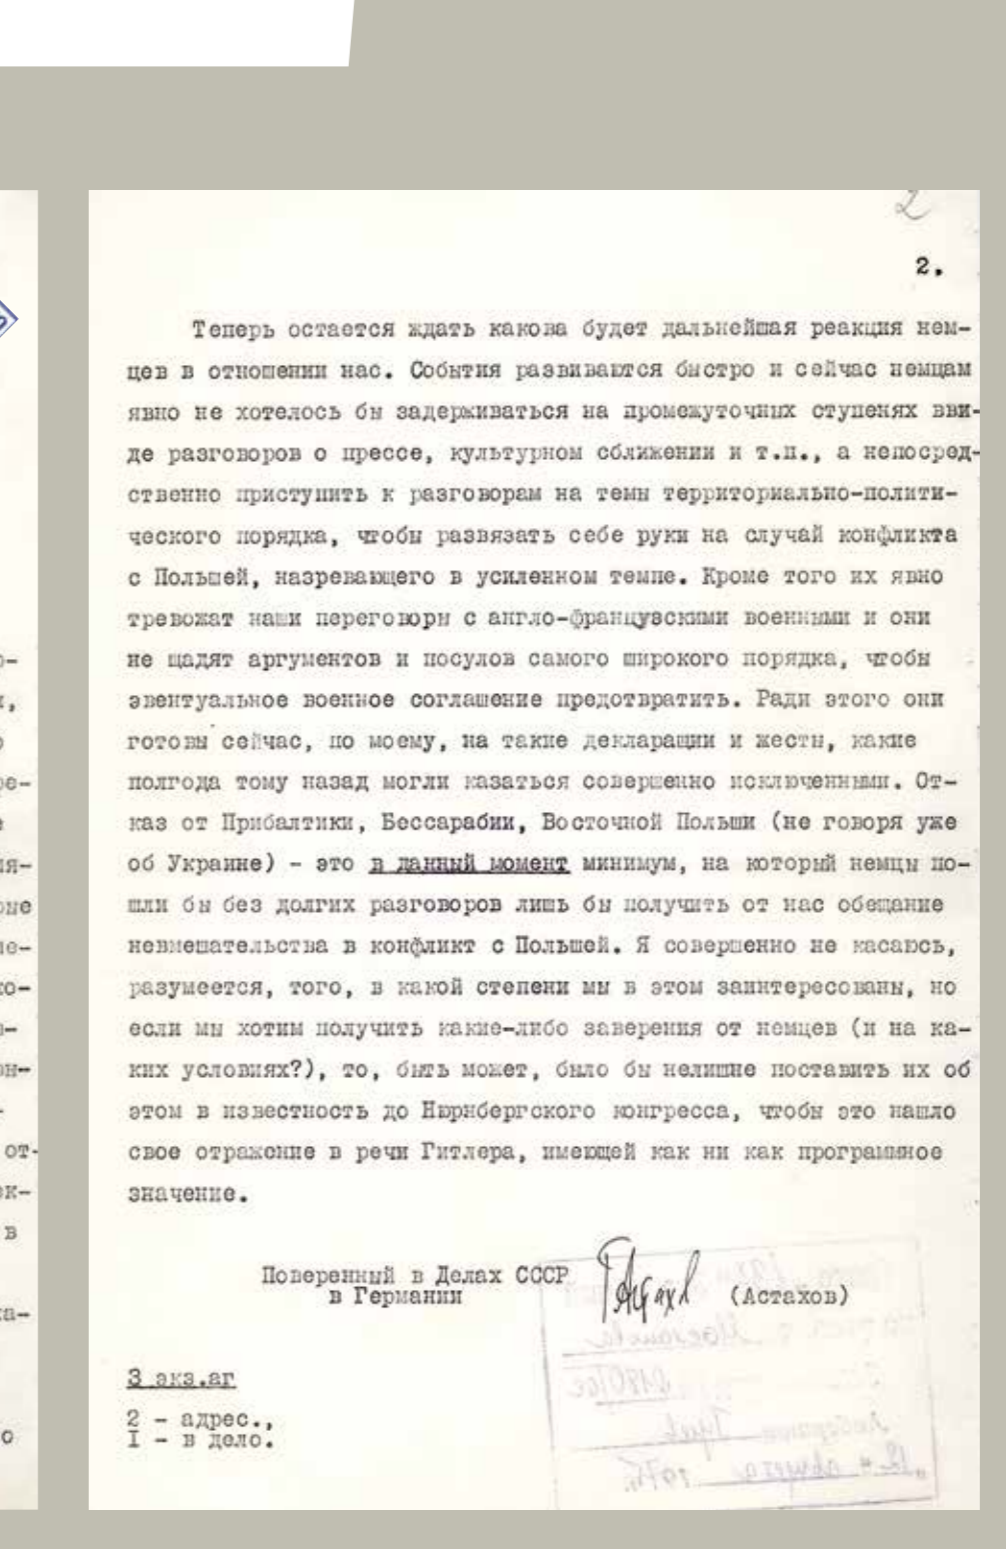 2
2.
Теперь остается ждать какова будет дальнейшая реакция нем-
цев в отношении нас. События развиваются быстро и сейчас немцам
явно не хотелось бы задерживаться на промежуточных ступенях вви-
де разговоров о прессе, культурном сближении и т.п., а непосред-
ственно приступить к разговорам на темы территориально-полити-
ческого порядка, чтобы развязать себе руки на случай конфликта
с Польшей, назревающего в усиленном темпе. Кроме того их явно
тревожат наши переговоры с англо-французскими военными и они
не щадят аргументов и посулов самого широкого порядка, чтобы
эвентуальное военное соглашение предотвратить. Ради этого они
готовы сейчас, по моему, на такие декларации и жесты, какие
полгода тому назад могли казаться совершенно исключенными. От-
каз от Прибалтики, Бессарабии, Восточной Польши (не говоря уже
об Украине) - это в данный момент минимум, на который немцы по-
шли бы без долгих разговоров лишь бы получить от нас обещание
невмешательства в конфликт с Польшей. Я совершенно не касаюсь,
разумеется, того, в какой степени мы в этом заинтересованы, но
если мы хотим получить какие-либо заверения от немцев (и на ка-
ких условиях?), то, быть может, было бы нелишне поставить их об
этом в известность до Нюрнбергского конгресса, чтобы это нашло
свое отражение в речи Гитлера, имеющей как ни как программное
значение.
Поверенный в Делах СССР
в Германии
(Астахов)
3 экз.аг
2 - адрес.,
I - в дело.